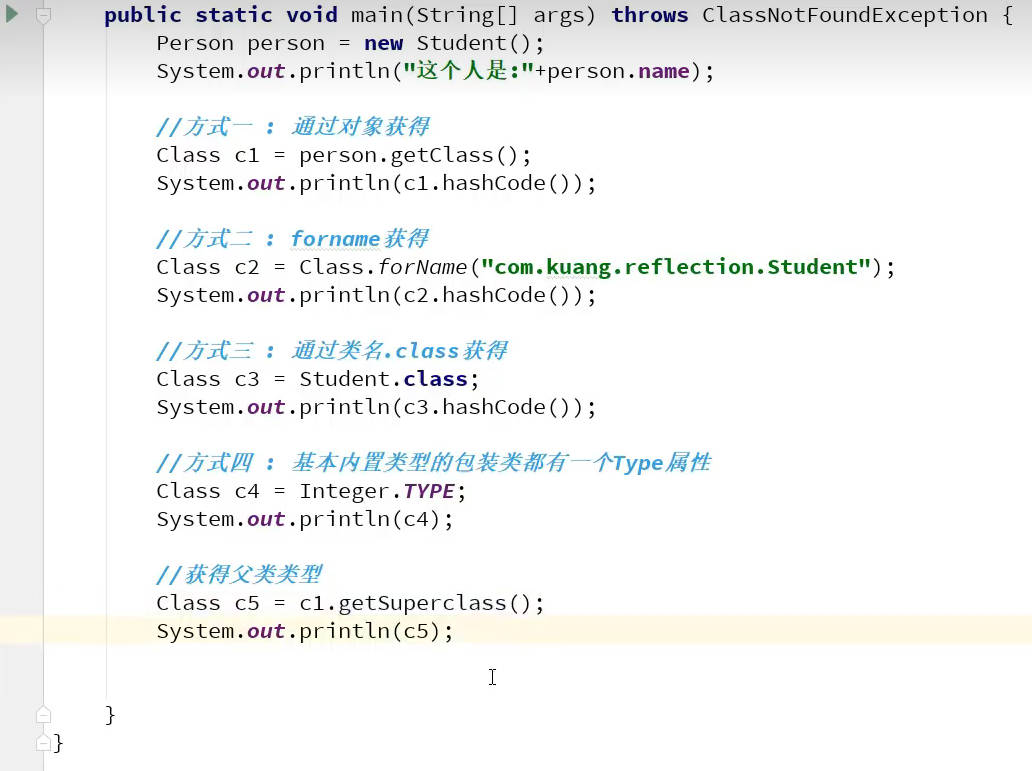 public static void main(String[] args) throws ClassNotFoundException {
Person person = new Student();
System.out.println("这个人是:"+person.name);
//方式一 : 通过对象获得
Class c1 = person.getClass();
System.out.println(c1.hashCode());
//方式二 : forname获得
Class c2 = Class.forName("com.kuang.reflection.Student");
System.out.println(c2.hashCode());
//方式三 : 通过类名.class获得
Class c3 = Student.class;
System.out.println(c3.hashCode());
//方式四 : 基本内置类型的包装类都有一个Type属性
Class c4 = Integer.TYPE;
System.out.println(c4);
//获得父类类型
Class c5 = c1.getSuperclass();
System.out.println(c5);
}
}